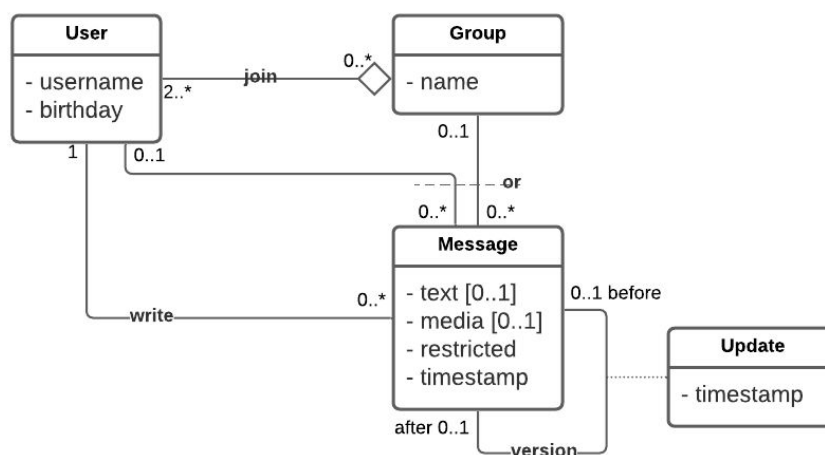 User
- username
- birthday
Group
- name
0..*
join
2..*
0..1
1
0..1
or
0..*
0..*
Message
- text [0..1]
- media [0..1]
- restricted
- timestamp
0..*
write
0..1 before
Update
- timestamp
after 0..1
version